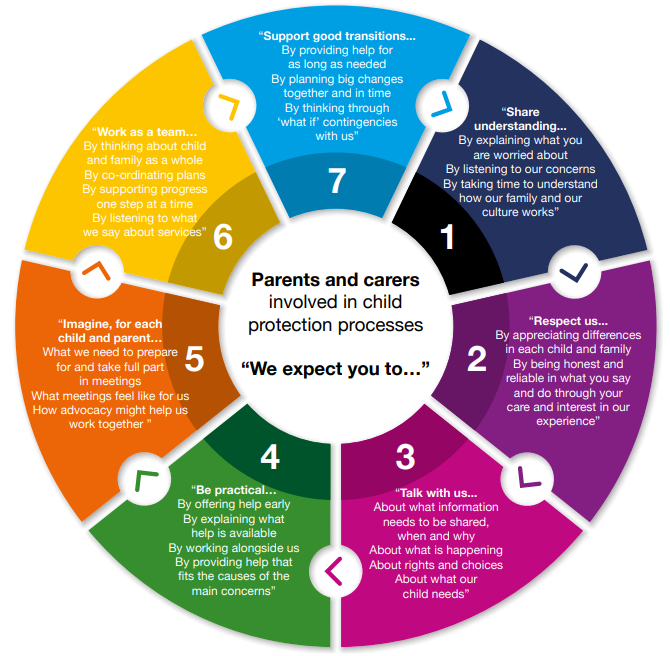 Parents and carers
involved in child
protection processes
“We expect you to…”
1
“Share
understanding...
By explaining what you
are worried about
By listening to our concerns
By taking time to understand
how our family and our
culture works”
2
“Respect us...
By appreciating differences
in each child and family
By being honest and
reliable in what you say
and do through your
care and interest in our
experience”
3
“Talk with us...
About what information
needs to be shared,
when and why
About what is happening
About rights and choices
About what our
child needs”
4
“Be practical…
By offering help early
By explaining what
help is available
By working alongside us
By providing help that
fits the causes of the
main concerns”
5
“Imagine, for each
child and parent…
What we need to prepare
for and take full part
in meetings
What meetings feel like for us
How advocacy might help us
work together ”
6
“Work as a team…
By thinking about child
and family as a whole
By co-ordinating plans
By supporting progress
one step at a time
By listening to what
we say about services”
7
“Support good transitions...
By providing help for
as long as needed
By planning big changes
together and in time
By thinking through
‘what if’ contingencies
with us”